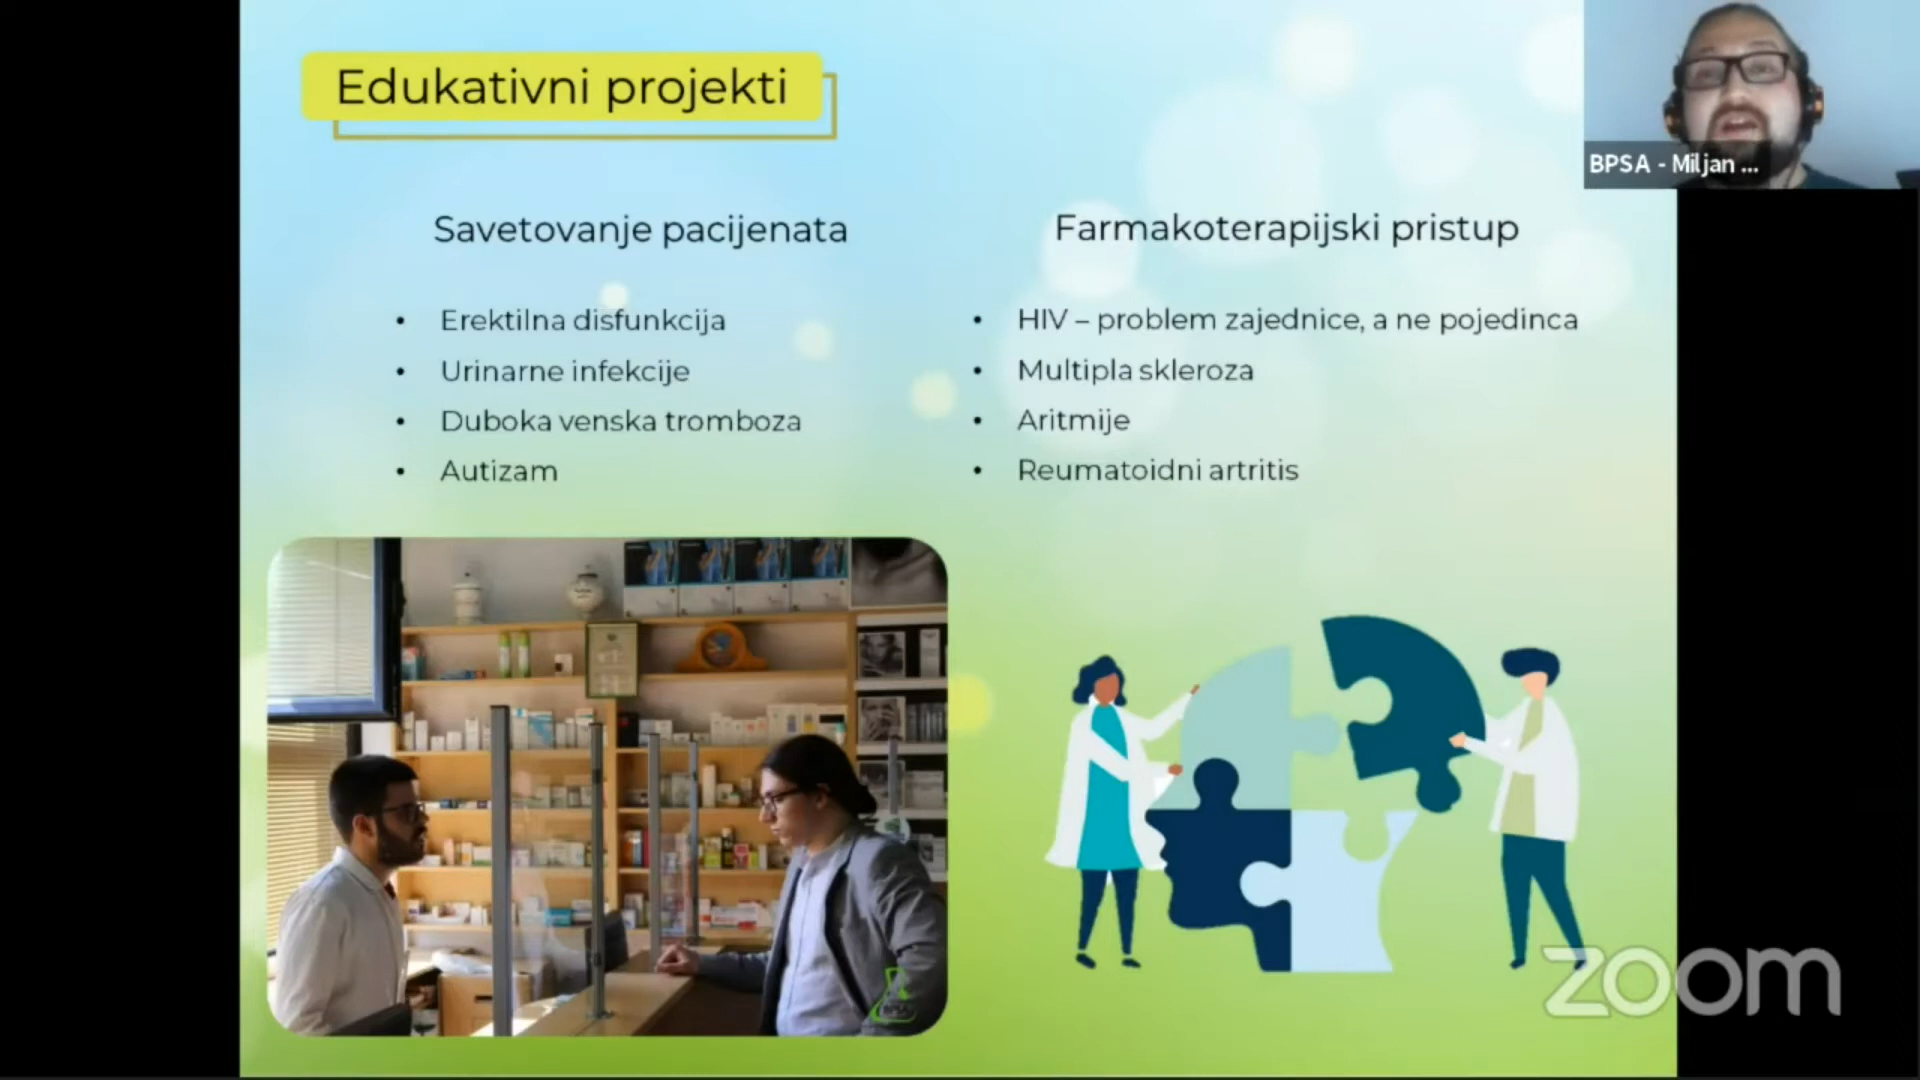 Edukativni projekti
BPSA - Miljan ...
Savetovanje pacijenata
• Erektilna disfunkcija
• Urinarne infekcije
• Duboka venska tromboza
• Autizam
Farmakoterapijski pristup
• HIV – problem zajednice, a ne pojedinca
• Multipla skleroza
• Aritmije
• Reumatoidni artritis
zoom